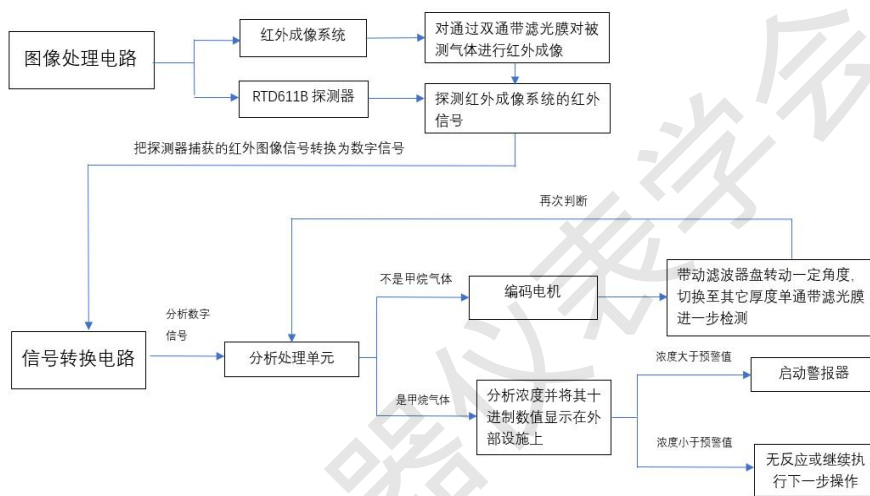 图像处理电路
红外成像系统
对通过双通带滤光膜对被
测气体进行红外成像
RTD611B 探测器
探测红外成像系统的红外
信号
把探测器捕获的红外图像信号转换为数字信号
再次判断
不是甲烷气体
编码电机
带动滤波器盘转动一定角度，
切换至其它厚度单通带滤光膜
进一步检测
信号转换电路
分析数字
信号
分析处理单元
是甲烷气体
分析浓度并将其十
进制数值显示在外
部设施上
浓度大于预警值
启动警报器
浓度小于预警值
无反应或继续执
行下一步操作
器仪表学会